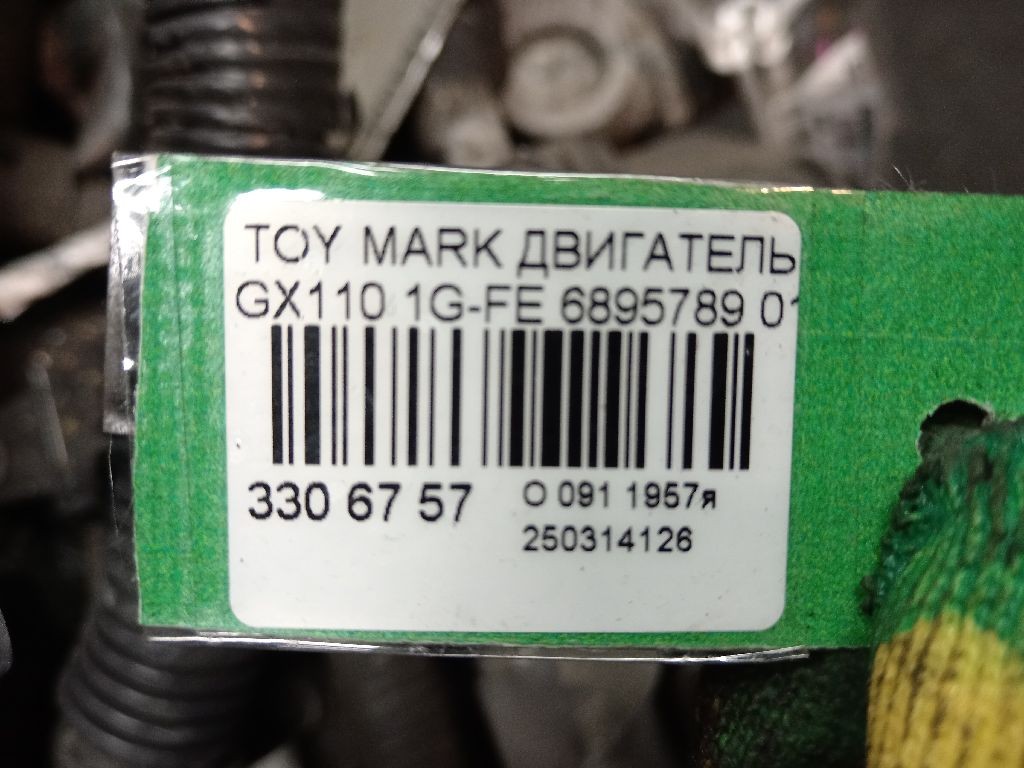 TOY MARK ДВИГАТЕЛЬ
GX110 1G-FE 6895789 01
330 67 57
О 091 1957я
250314126